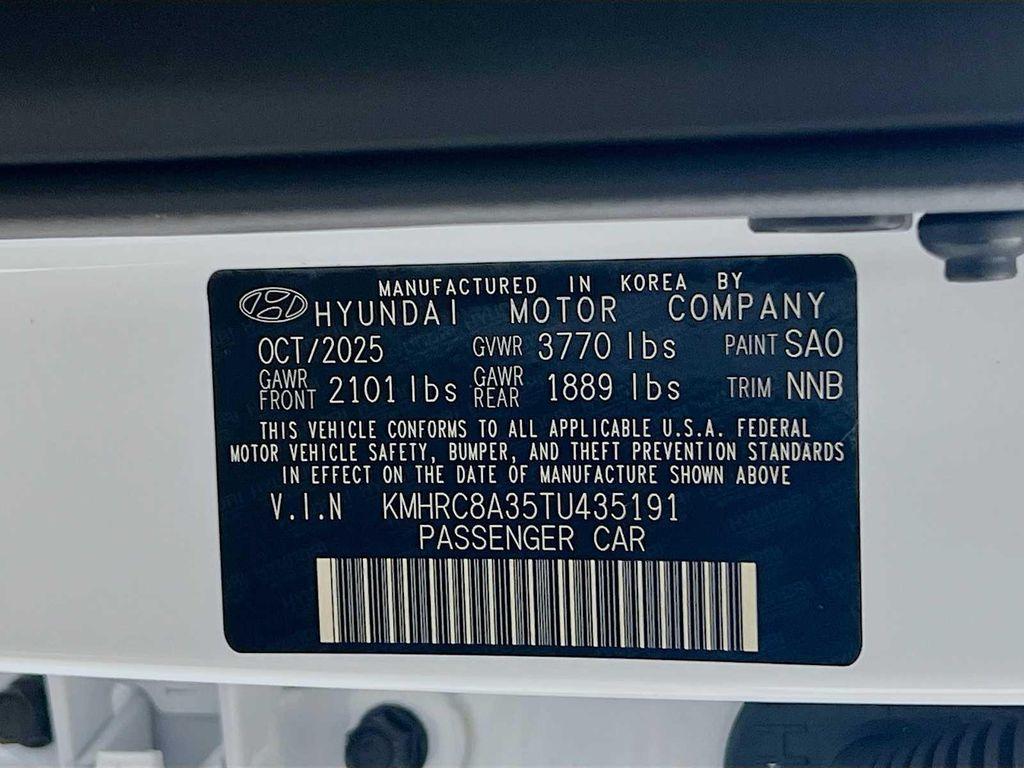 MANUFACTURED IN KOREA BY
HYUNDAI MOTOR COMPANY
OCT/2025 GVWR 3770 lbs PAINT SAO
GAWR FRONT 2101 lbs GAWR REAR 1889 lbs TRIM NNB
THIS VEHICLE CONFORMS TO ALL APPLICABLE U.S.A. FEDERAL
MOTOR VEHICLE SAFETY, BUMPER, AND THEFT PREVENTION STANDARDS
IN EFFECT ON THE DATE OF MANUFACTURE SHOWN ABOVE
V.I.N KMHRC8A35TU435191
PASSENGER CAR